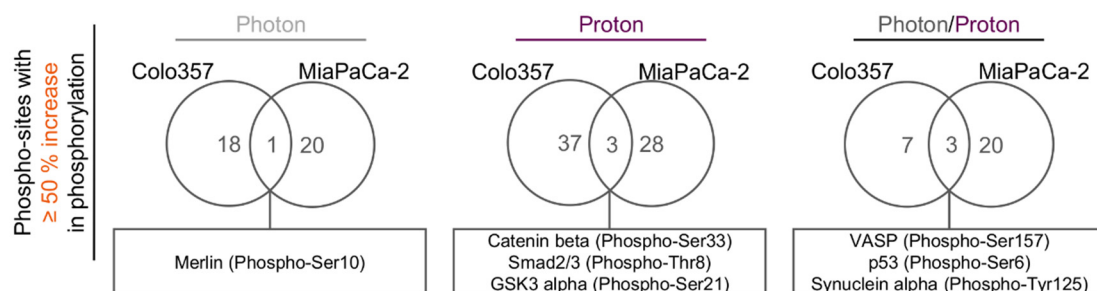 Phospho-sites with
≥ 50 % increase
in phosphorylation
Photon
Colo357 MiaPaCa-2
18 1 20
Merlin (Phospho-Ser10)
Proton
Colo357 MiaPaCa-2
37 3 28
Catenin beta (Phospho-Ser33)
Smad2/3 (Phospho-Thr8)
GSK3 alpha (Phospho-Ser21)
Photon/Proton
Colo357 MiaPaCa-2
7 3 20
VASP (Phospho-Ser157)
p53 (Phospho-Ser6)
Synuclein alpha (Phospho-Tyr125)